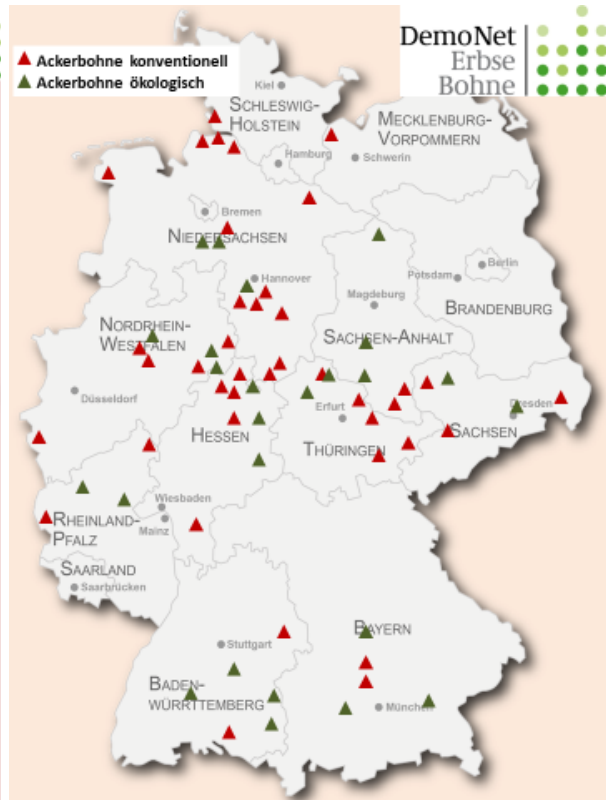 Ackerbohne konventionell
Ackerbohne ökologisch
DemoNet
Erbse
Bohne
Kiel
SCHLESWIG-
HOLSTEIN
MECKLENBURG-
VORPOMMERN
Hamburg
Schwerin
Bremen
NIEDERSACHSEN
Hannover
Berlin
Potsdam
Magdeburg
BRANDENBURG
NORDRHEIN-
WESTFALEN
SACHSEN-ANHALT
Düsseldorf
Erfurt
Dresden
HESSEN
THÜRINGEN
SACHSEN
Wiesbaden
Mainz
RHEINLAND-
PFALZ
SAARLAND
Saarbrücken
Stuttgart
BAYERN
BADEN-
WÜRRTTEMBERG
München